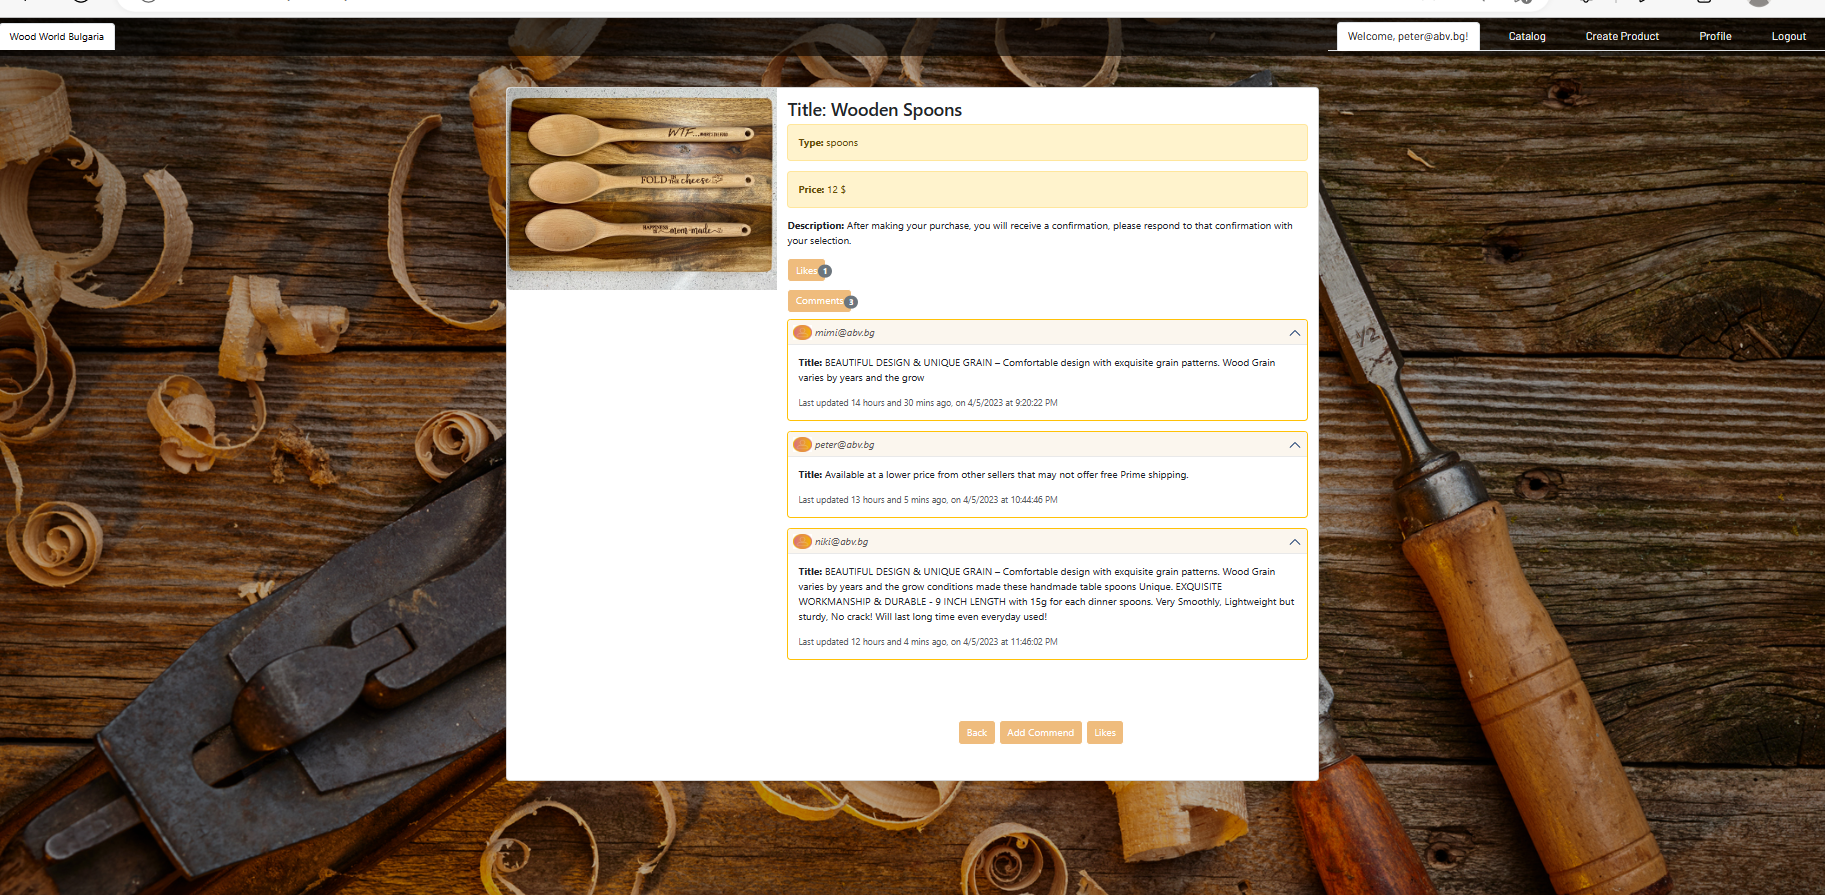 Wood World Bulgaria
Welcome, peter@abv.bg!
Catalog
Create Product
Profile
Logout
WTF...
FOLD IN THE cheese
HAPPINESS IS mom-made
Title: Wooden Spoons
Type: spoons
Price: 12 $
Description: After making your purchase, you will receive a confirmation, please respond to that confirmation with
your selection.
Likes 1
Comments 3
mimi@abv.bg
Title: BEAUTIFUL DESIGN & UNIQUE GRAIN – Comfortable design with exquisite grain patterns. Wood Grain
varies by years and the grow
Last updated 14 hours and 30 mins ago, on 4/5/2023 at 9:20:22 PM
peter@abv.bg
Title: Available at a lower price from other sellers that may not offer free Prime shipping.
Last updated 13 hours and 5 mins ago, on 4/5/2023 at 10:44:46 PM
niki@abv.bg
Title: BEAUTIFUL DESIGN & UNIQUE GRAIN – Comfortable design with exquisite grain patterns. Wood Grain
varies by years and the grow conditions made these handmade table spoons Unique. EXQUISITE
WORKMANSHIP & DURABLE - 9 INCH LENGTH with 15g for each dinner spoons. Very Smoothly, Lightweight but
sturdy, No crack! Will last long time even everyday used!
Last updated 12 hours and 4 mins ago, on 4/5/2023 at 11:46:02 PM
Back
Add Commend
Likes
1/2